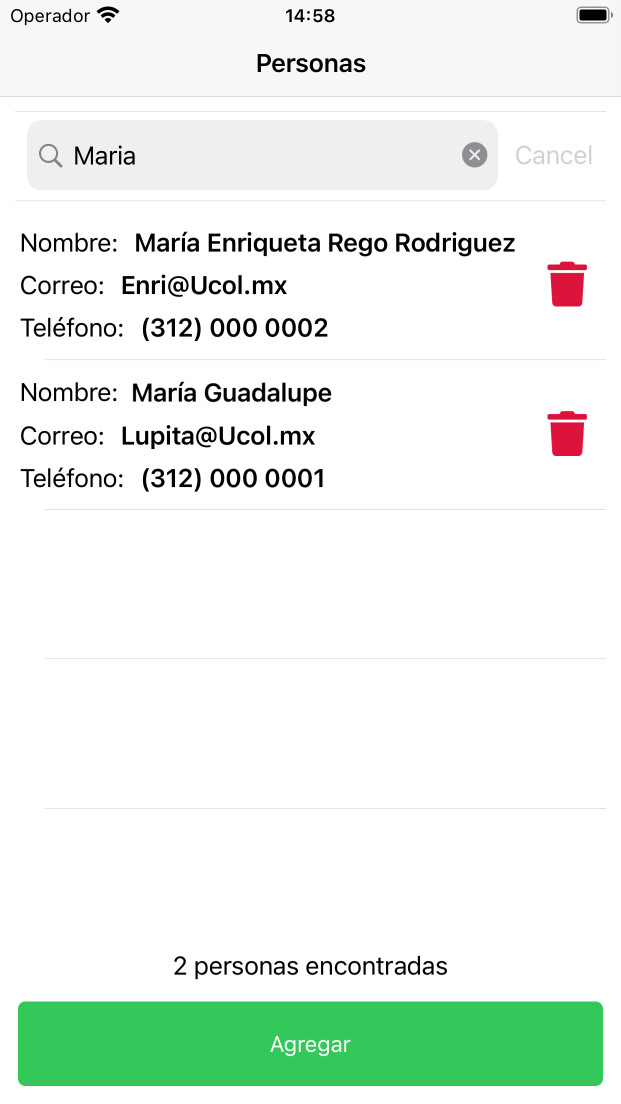 Operador 14:58
Personas
Maria Cancel
Nombre: María Enriqueta Rego Rodriguez
Correo: Enri@Ucol.mx
Teléfono: (312) 000 0002
Nombre: María Guadalupe
Correo: Lupita@Ucol.mx
Teléfono: (312) 000 0001
2 personas encontradas
Agregar